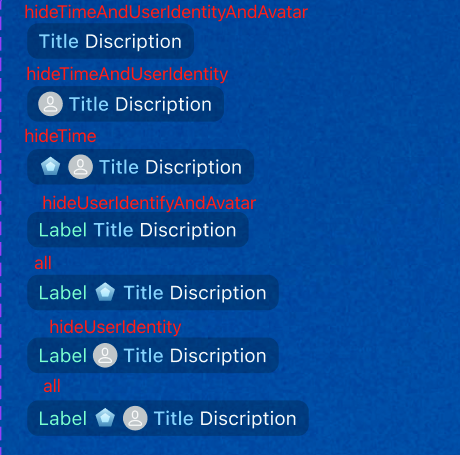 hideTimeAndUserIdentityAndAvatar
Title Discription
hideTimeAndUserIdentity
Title Discription
hideTime
Title Discription
hideUserIdentifyAndAvatar
Label Title Discription
all
Label Title Discription
hideUserIdentity
Label Title Discription
all
Label Title Discription